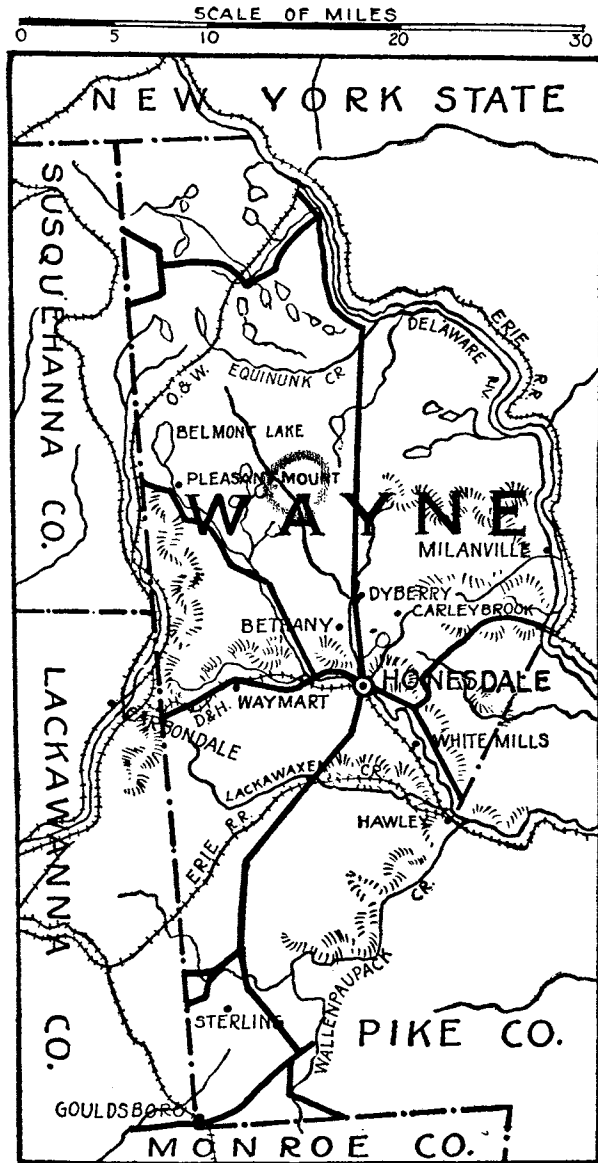 SCALE OF MILES
0 5 10 20 30
NEW YORK STATE
SUSQUEHANNA CO.
ERIE R.R.
DELAWARE RIV.
EQUINUNK CR.
O.&W.
BELMONT LAKE
PLEASANT MOUNT
WAYNE
MILANVILLE
DYBERRY
CARLEYBROOK
BETHANY
HONESDALE
LACKAWANNA CO.
WAYMART
D&H.
CARBONDALE
WHITE MILLS
LACKAWAXEN CR.
HAWLEY
ERIE R.R.
WALLENPAUPACK CR.
STERLING
PIKE CO.
GOULDSBORO
MONROE CO.